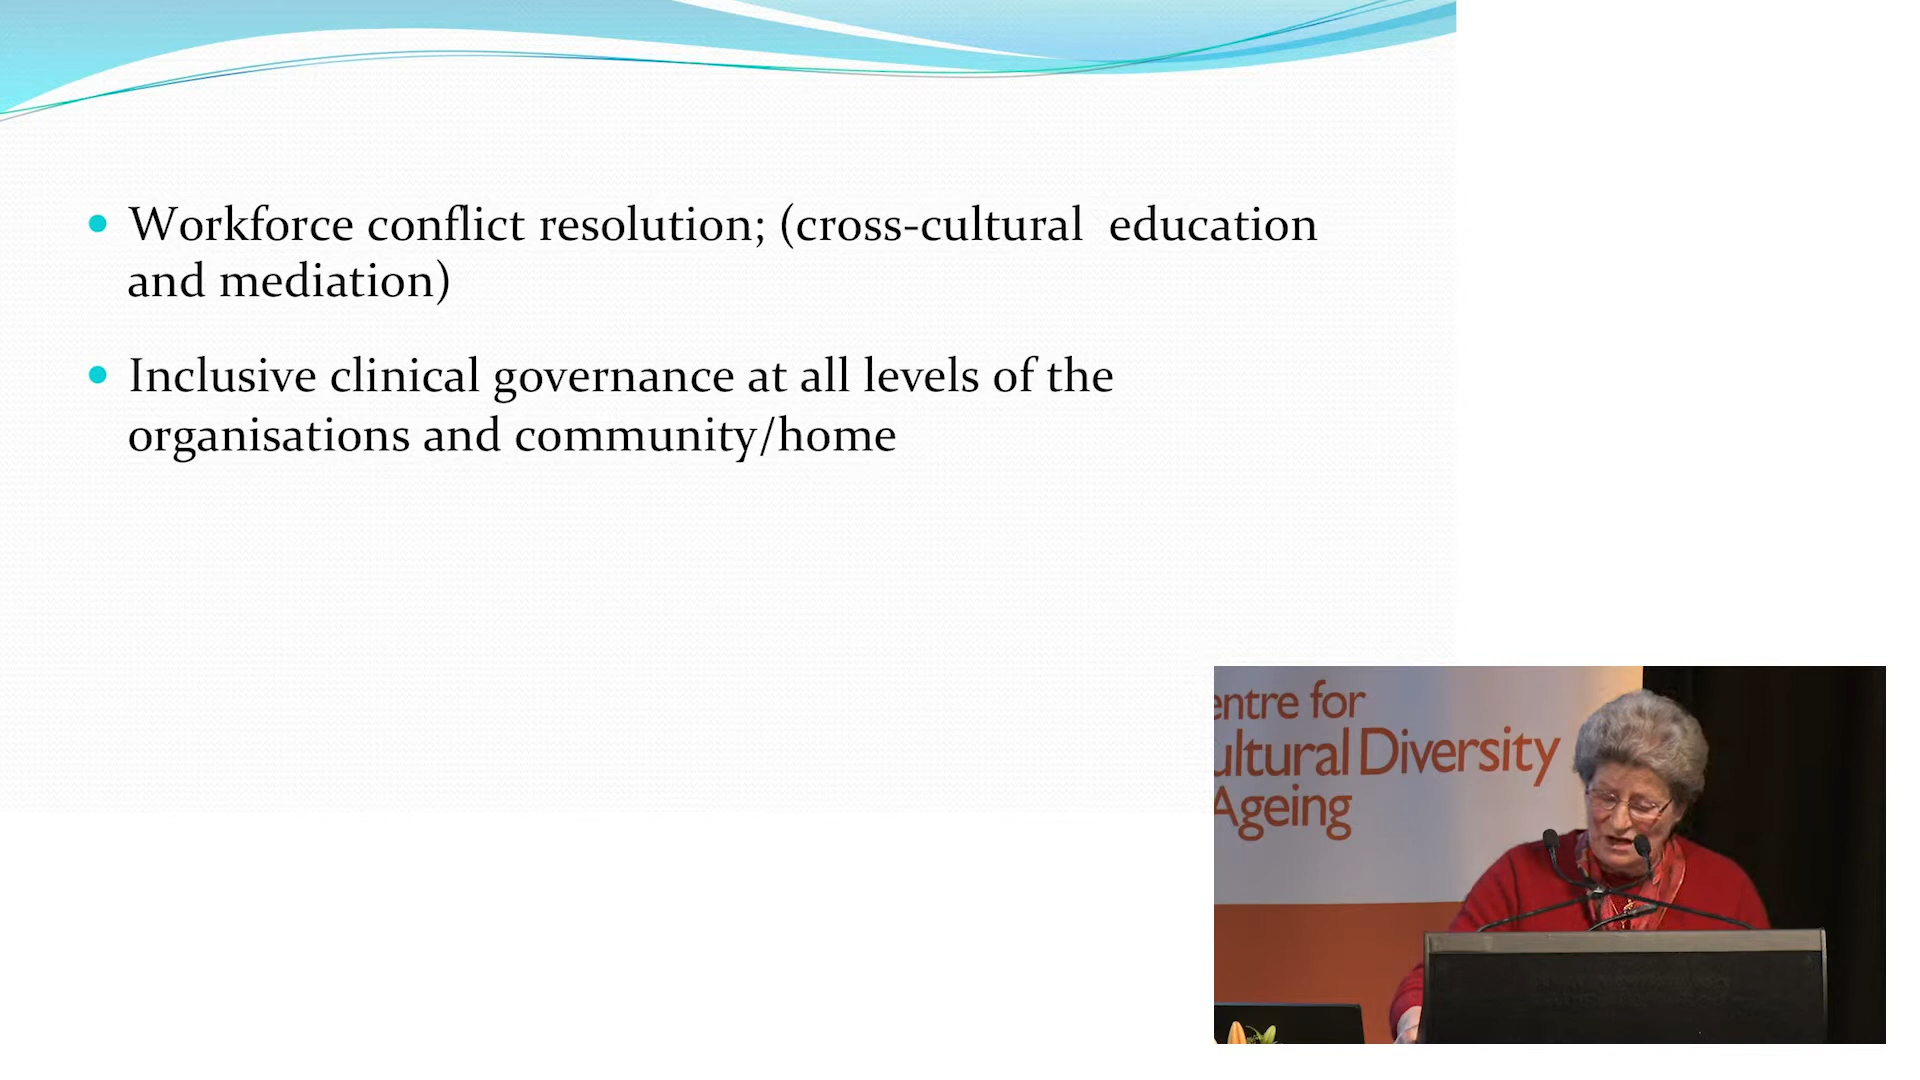 Workforce conflict resolution; (cross-cultural  education
and mediation)
Inclusive clinical governance at all levels of the
organisations and community/home
entre for
ultural Diversity
Ageing